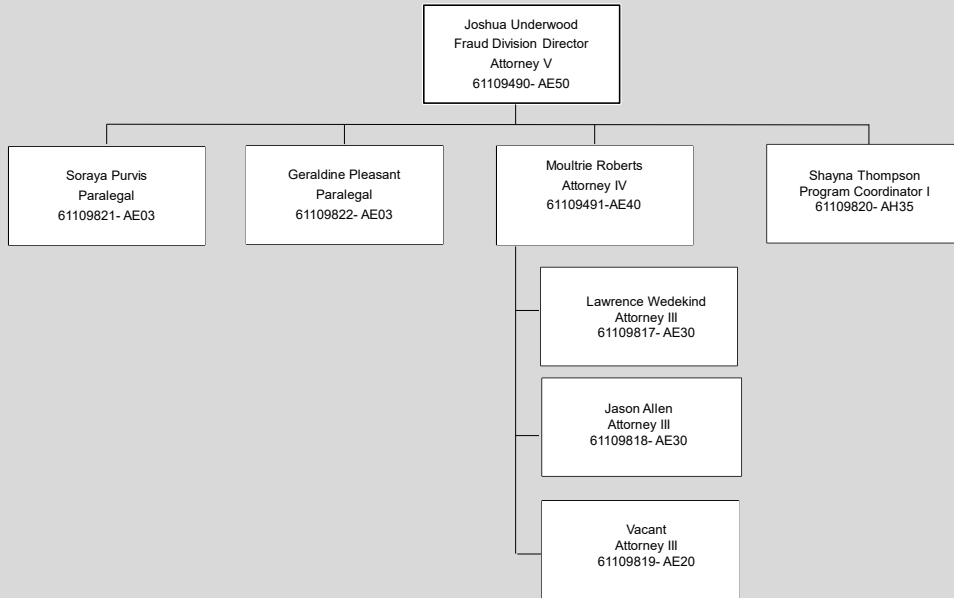 Joshua Underwood
Fraud Division Director
Attorney V
61109490- AE50
Soraya Purvis
Paralegal
61109821- AE03
Geraldine Pleasant
Paralegal
61109822- AE03
Moultrie Roberts
Attorney IV
61109491-AE40
Shayna Thompson
Program Coordinator I
61109820- AH35
Lawrence Wedekind
Attorney III
61109817- AE30
Jason Allen
Attorney III
61109818- AE30
Vacant
Attorney III
61109819- AE20